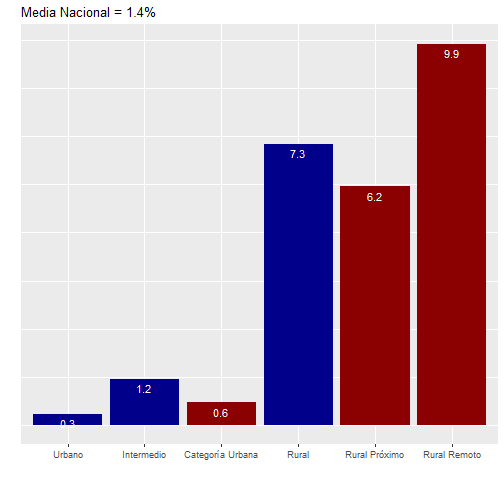 Media Nacional = 1.4%
9.9
7.3
6.2
1.2
0.6
0.3
Urbano
Intermedio
Categoría Urbana
Rural
Rural Próximo
Rural Remoto